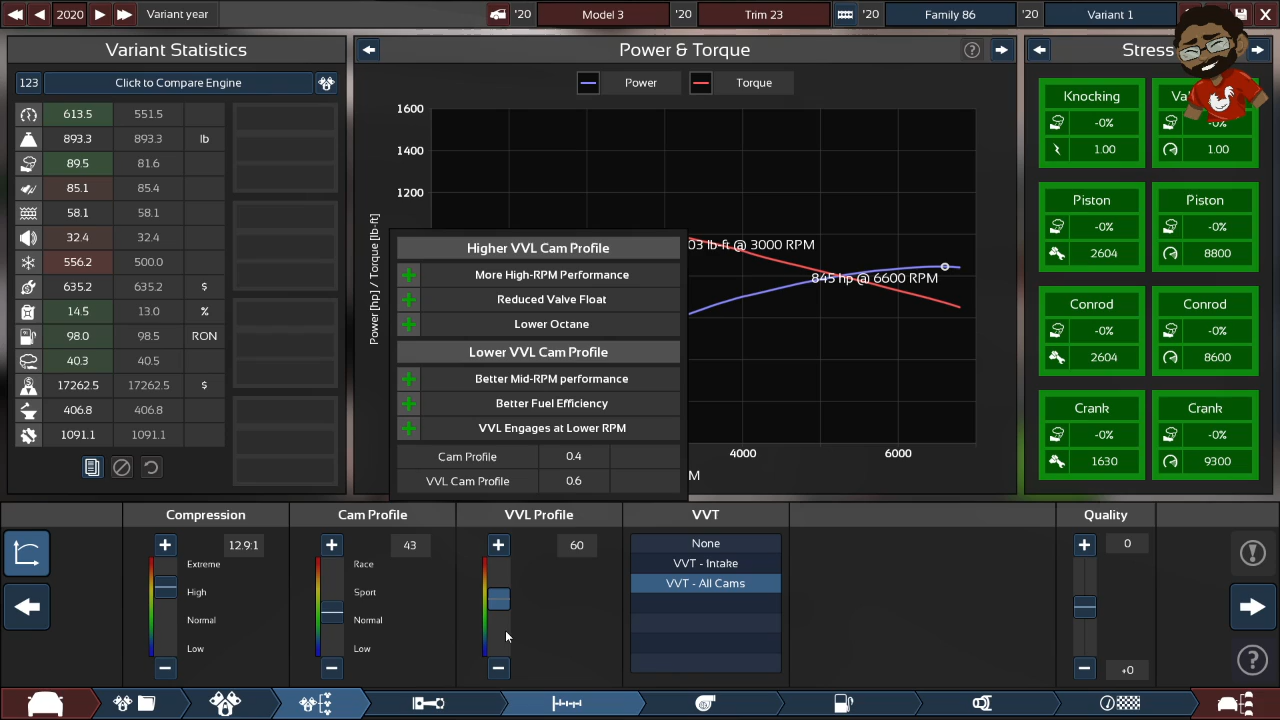 2020 Variant year '20 Model 3 '20 Trim 23 '20 Family 86 '20 Variant 1
Variant Statistics
123 Click to Compare Engine
613.5 551.5
893.3 893.3 lb
89.5 81.6
85.1 85.4
58.1 58.1
32.4 32.4
556.2 500.0
635.2 635.2 $
14.5 13.0 %
98.0 98.5 RON
40.3 40.5
17262.5 17262.5 $
406.8 406.8
1091.1 1091.1
Power & Torque
Power Torque
1600
1400
1200
Power [hp] / Torque [lb-ft]
03 lb-ft @ 3000 RPM
845 hp @ 6600 RPM
4000 6000
M
Higher VVL Cam Profile
More High-RPM Performance
Reduced Valve Float
Lower Octane
Lower VVL Cam Profile
Better Mid-RPM performance
Better Fuel Efficiency
VVL Engages at Lower RPM
Cam Profile 0.4
VVL Cam Profile 0.6
Stress
Knocking Va
-0% -0%
1.00 1.00
Piston Piston
-0% -0%
2604 8800
Conrod Conrod
-0% -0%
2604 8600
Crank Crank
-0% -0%
1630 9300
Compression
12.9:1
Extreme
High
Normal
Low
Cam Profile
43
Race
Sport
Normal
Low
VVL Profile
60
VVT
None
VVT - Intake
VVT - All Cams
Quality
0
+0